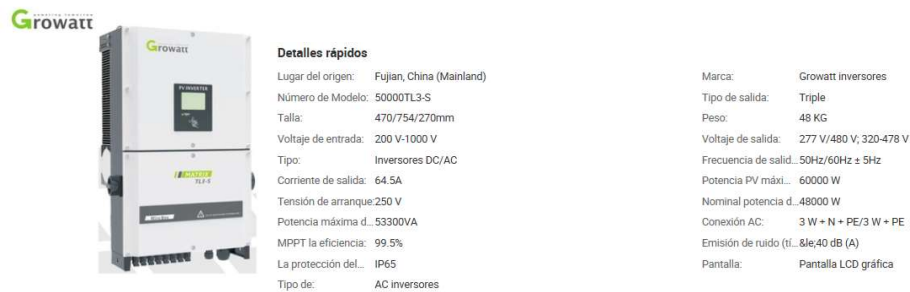 Growatt
Growatt
PV INVERTER
MATRIX
TL3-S
Detalles rápidos
Lugar del origen: Fujian, China (Mainland)
Número de Modelo: 50000TL3-S
Talla: 470/754/270mm
Voltaje de entrada: 200 V-1000 V
Tipo: Inversores DC/AC
Corriente de salida: 64.5A
Tensión de arranque: 250 V
Potencia máxima d... 53300VA
MPPT la eficiencia: 99.5%
La protección del... IP65
Tipo de: AC inversores
Marca: Growatt inversores
Tipo de salida: Triple
Peso: 48 KG
Voltaje de salida: 277 V/480 V; 320-478 V
Frecuencia de salid... 50Hz/60Hz ± 5Hz
Potencia PV máxi... 60000 W
Nominal potencia d... 48000 W
Conexión AC: 3 W + N + PE/3 W + PE
Emisión de ruido (tí... &le;40 dB (A)
Pantalla: Pantalla LCD gráfica